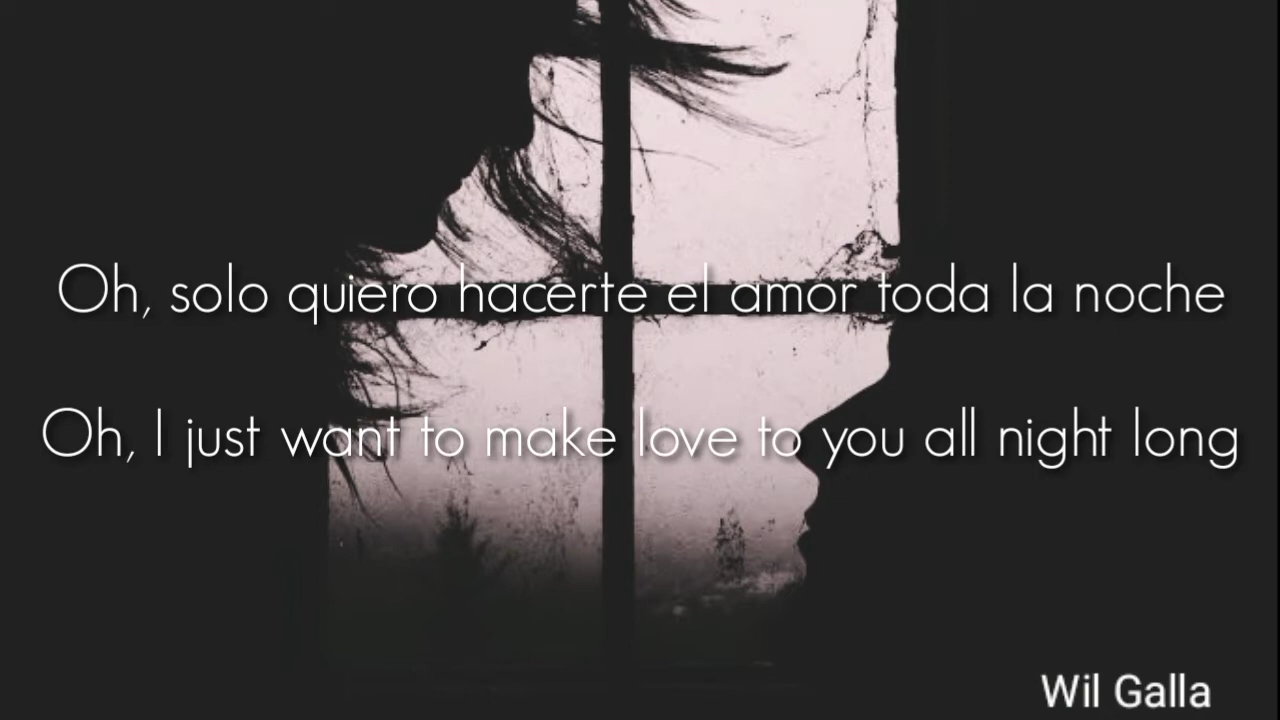 Oh, solo quiero hacerte el amor toda la noche
Oh, I just want to make love to you all night long
Wil Galla